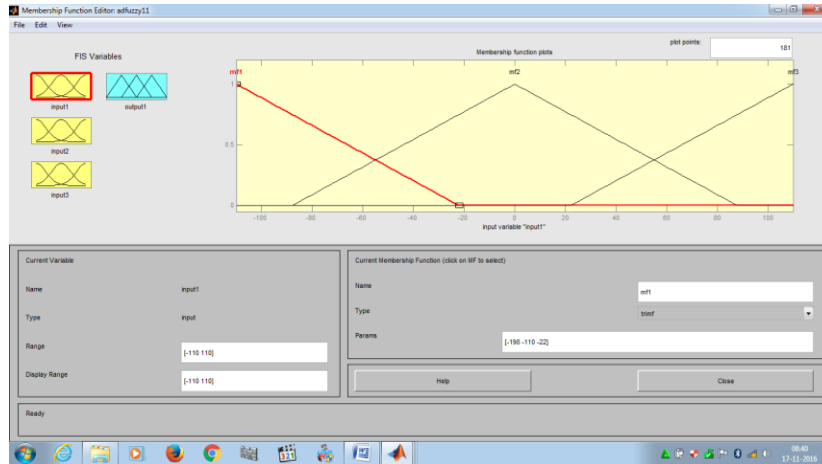 Membership Function Editor: adfuzzy11
File Edit View
FIS Variables
input1
output1
input2
input3
Membership function plots
plot points:
181
mf1
mf2
mf3
1
0.5
0
-100 -80 -60 -40 -20 0 20 40 60 80 100
input variable "input1"
Current Variable
Name input1
Type input
Range [-110 110]
Display Range [-110 110]
Current Membership Function (click on MF to select)
Name mf1
Type trimf
Params [-198 -110 -22]
Help Close
Ready
321
08:40
17-11-2016